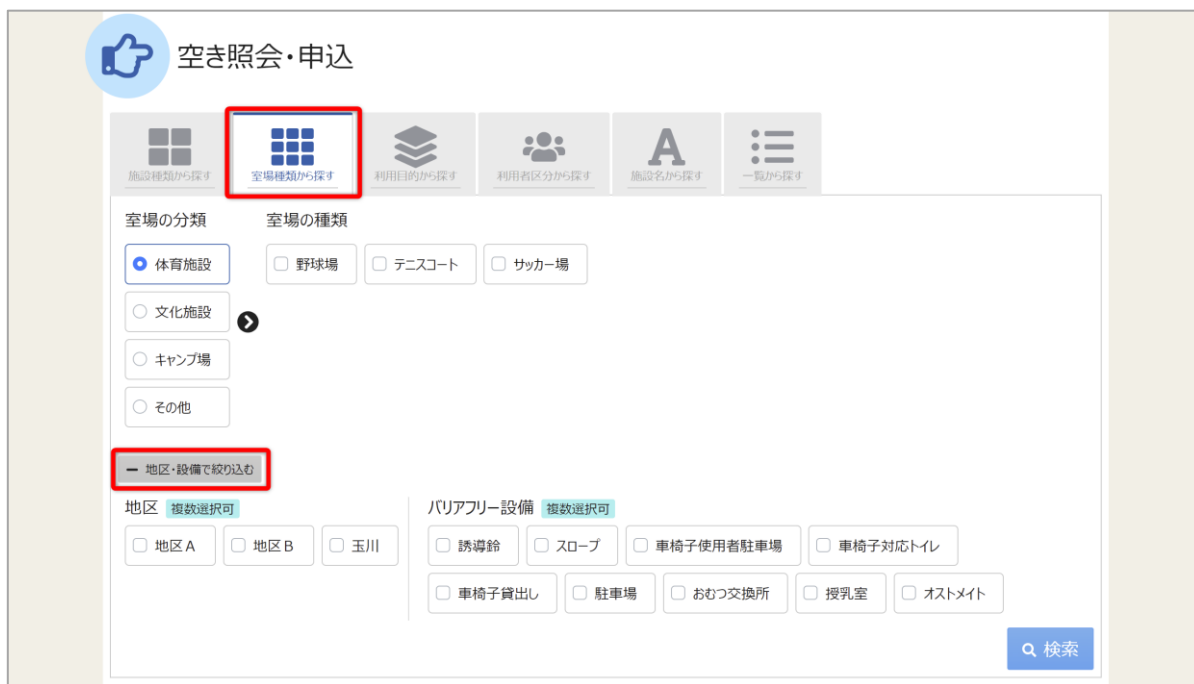 空き照会・申込
施設種類から探す
室場種類から探す
利用目的から探す
利用者区分から探す
施設名から探す
一覧から探す
室場の分類
室場の種類
体育施設
野球場
テニスコート
サッカー場
文化施設
キャンプ場
その他
地区・設備で絞り込む
地区 複数選択可
バリアフリー設備 複数選択可
地区A
地区B
玉川
誘導鈴
スロープ
車椅子使用者駐車場
車椅子対応トイレ
車椅子貸出し
駐車場
おむつ交換所
授乳室
オストメイト
検索